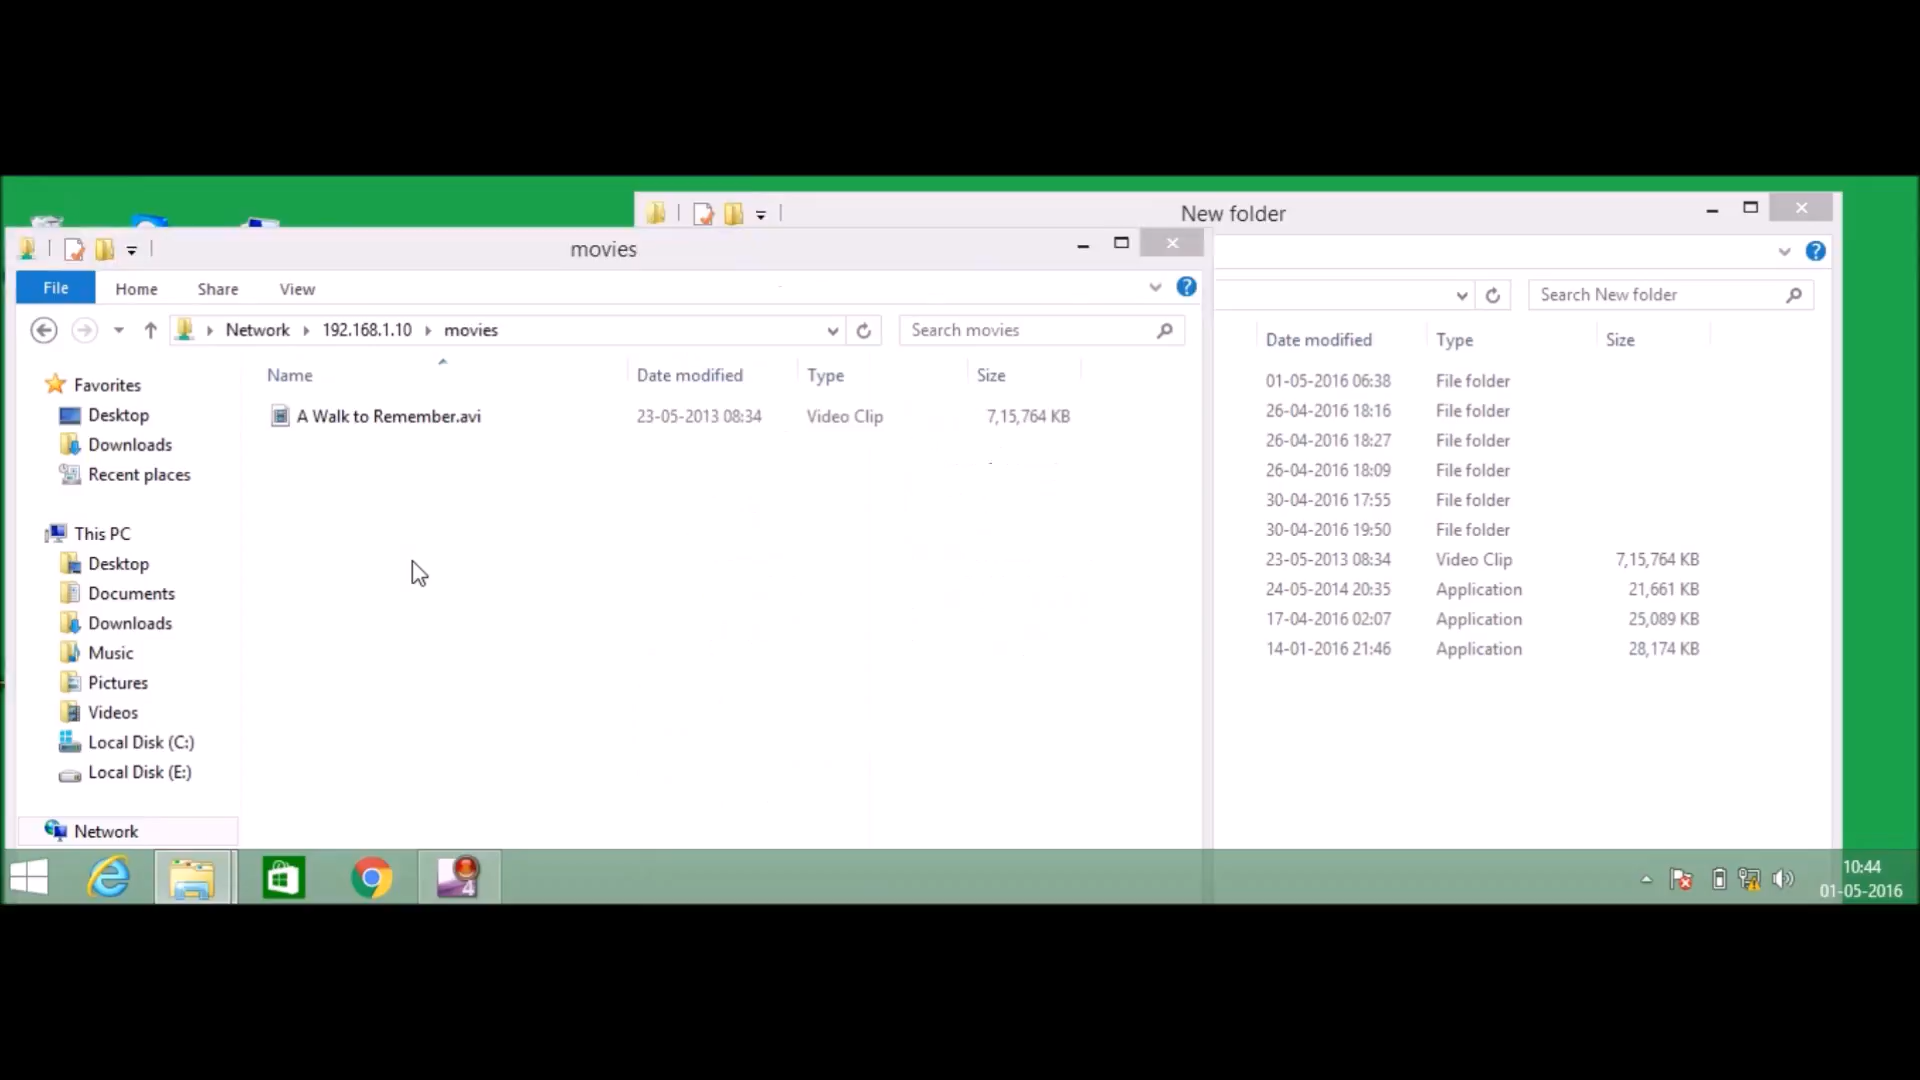 New folder
movies
File Home Share View
Network 192.168.1.10 movies Search movies
Search New folder
Name Date modified Type Size
A Walk to Remember.avi 23-05-2013 08:34 Video Clip 7,15,764 KB
Favorites
Desktop
Downloads
Recent places
This PC
Desktop
Documents
Downloads
Music
Pictures
Videos
Local Disk (C:)
Local Disk (E:)
Network
Date modified Type Size
01-05-2016 06:38 File folder
26-04-2016 18:16 File folder
26-04-2016 18:27 File folder
26-04-2016 18:09 File folder
30-04-2016 17:55 File folder
30-04-2016 19:50 File folder
23-05-2013 08:34 Video Clip 7,15,764 KB
24-05-2014 20:35 Application 21,661 KB
17-04-2016 02:07 Application 25,089 KB
14-01-2016 21:46 Application 28,174 KB
4
10:44
01-05-2016